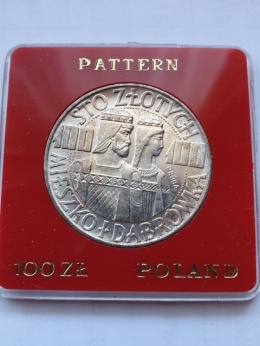 PATTERN
STO ZŁOTYCH
MIESZKO I DĄBRÓWKA
100 ZŁ POLAND